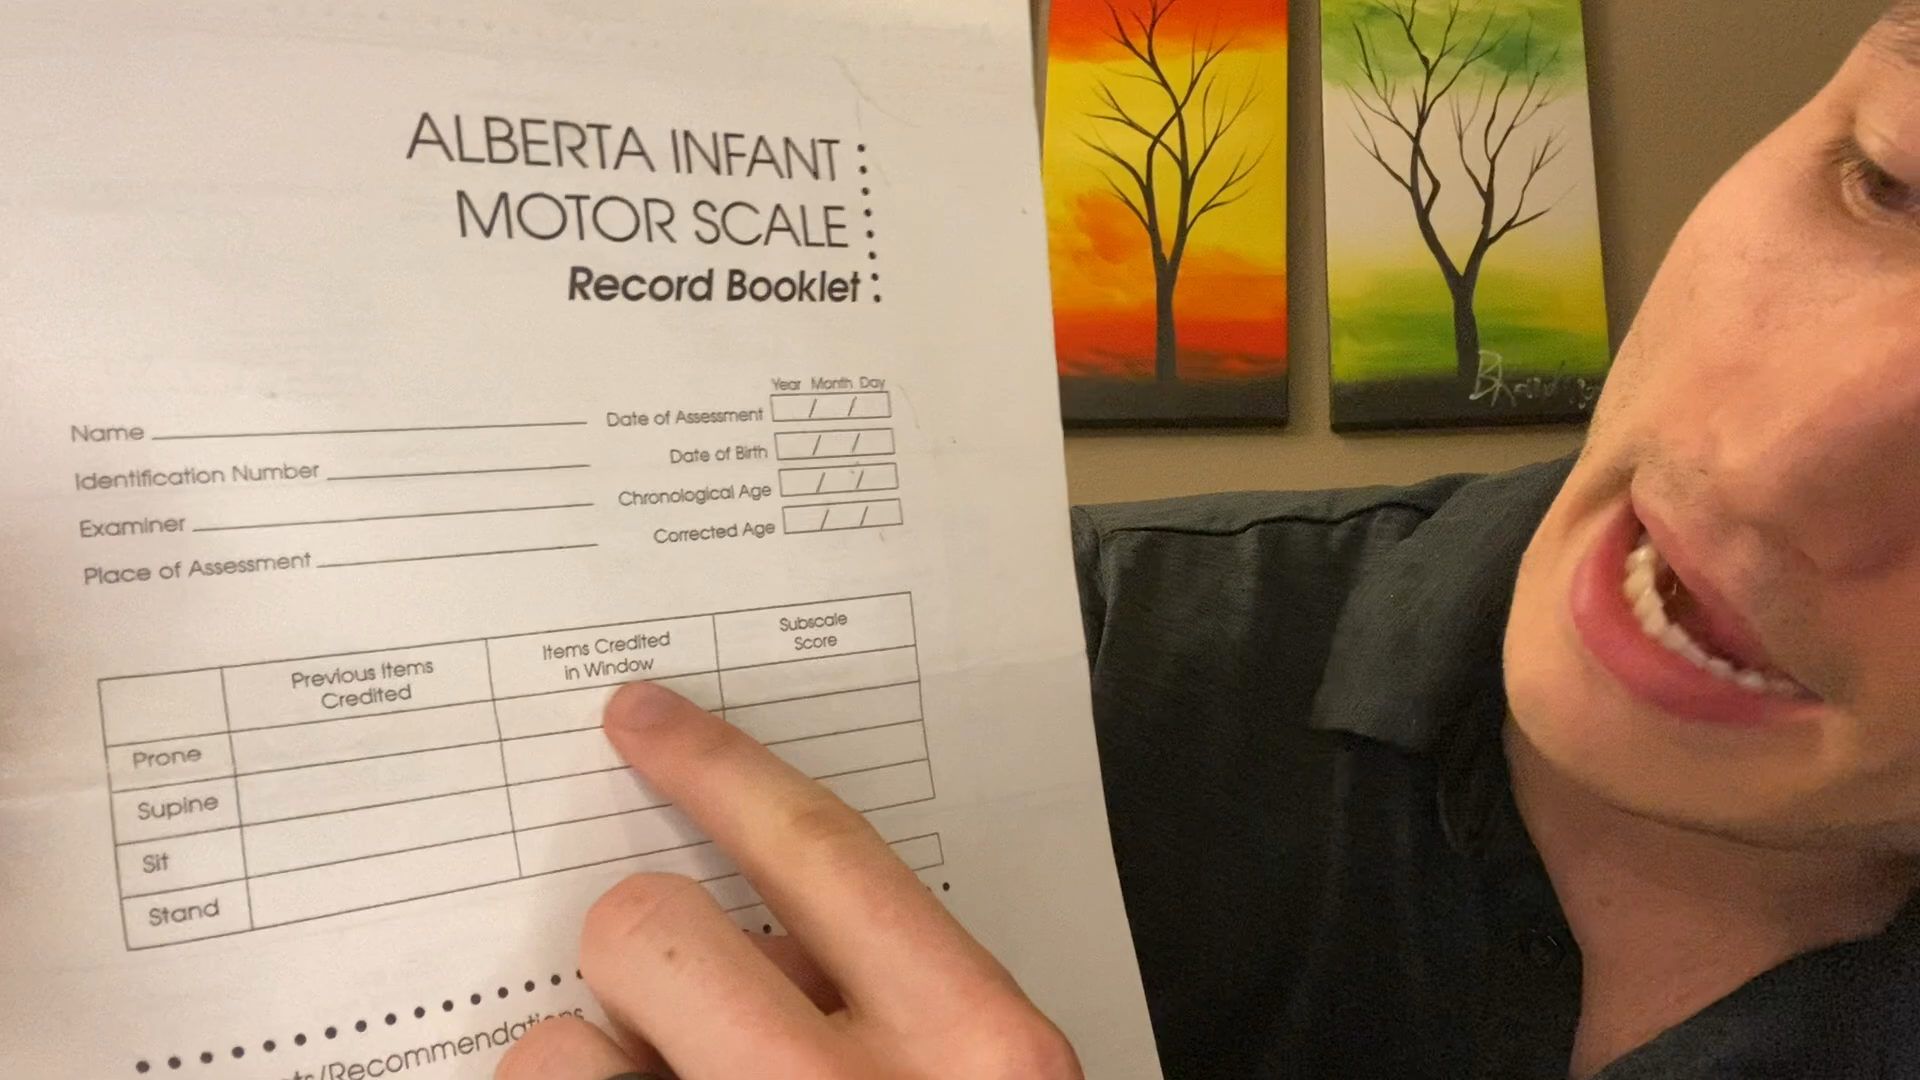 ALBERTA INFANT
MOTOR SCALE
Record Booklet
Year Month Day
Name
Date of Assessment / /
Identification Number
Date of Birth / /
Examiner
Chronological Age / /
Place of Assessment
Corrected Age / /
Previous Items
Credited
Items Credited
in Window
Subscale
Score
Prone
Supine
Sit
Stand
/Recommendations